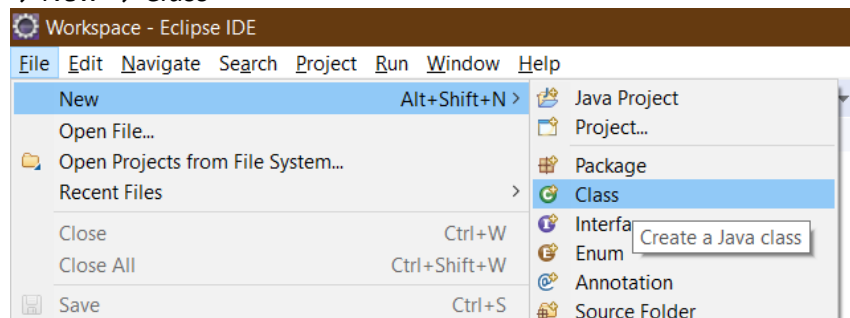 Workspace - Eclipse IDE
File Edit Navigate Search Project Run Window Help
New Alt+Shift+N >
Open File...
Open Projects from File System...
Recent Files >
Close Ctrl+W
Close All Ctrl+Shift+W
Save Ctrl+S
Java Project
Project...
Package
Class
Interfa
Create a Java class
Enum
Annotation
Source Folder